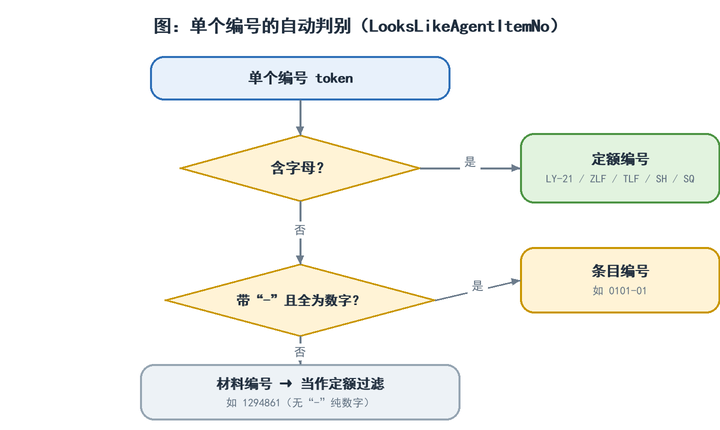 图：单个编号的自动判别（LooksLikeAgentItemNo）
单个编号 token
含字母？
是
定额编号
LY-21 / ZLF / TLF / SH / SQ
否
带“-”且全为数字？
是
条目编号
如 0101-01
否
材料编号 → 当作定额过滤
如 1294861（无“-”纯数字）